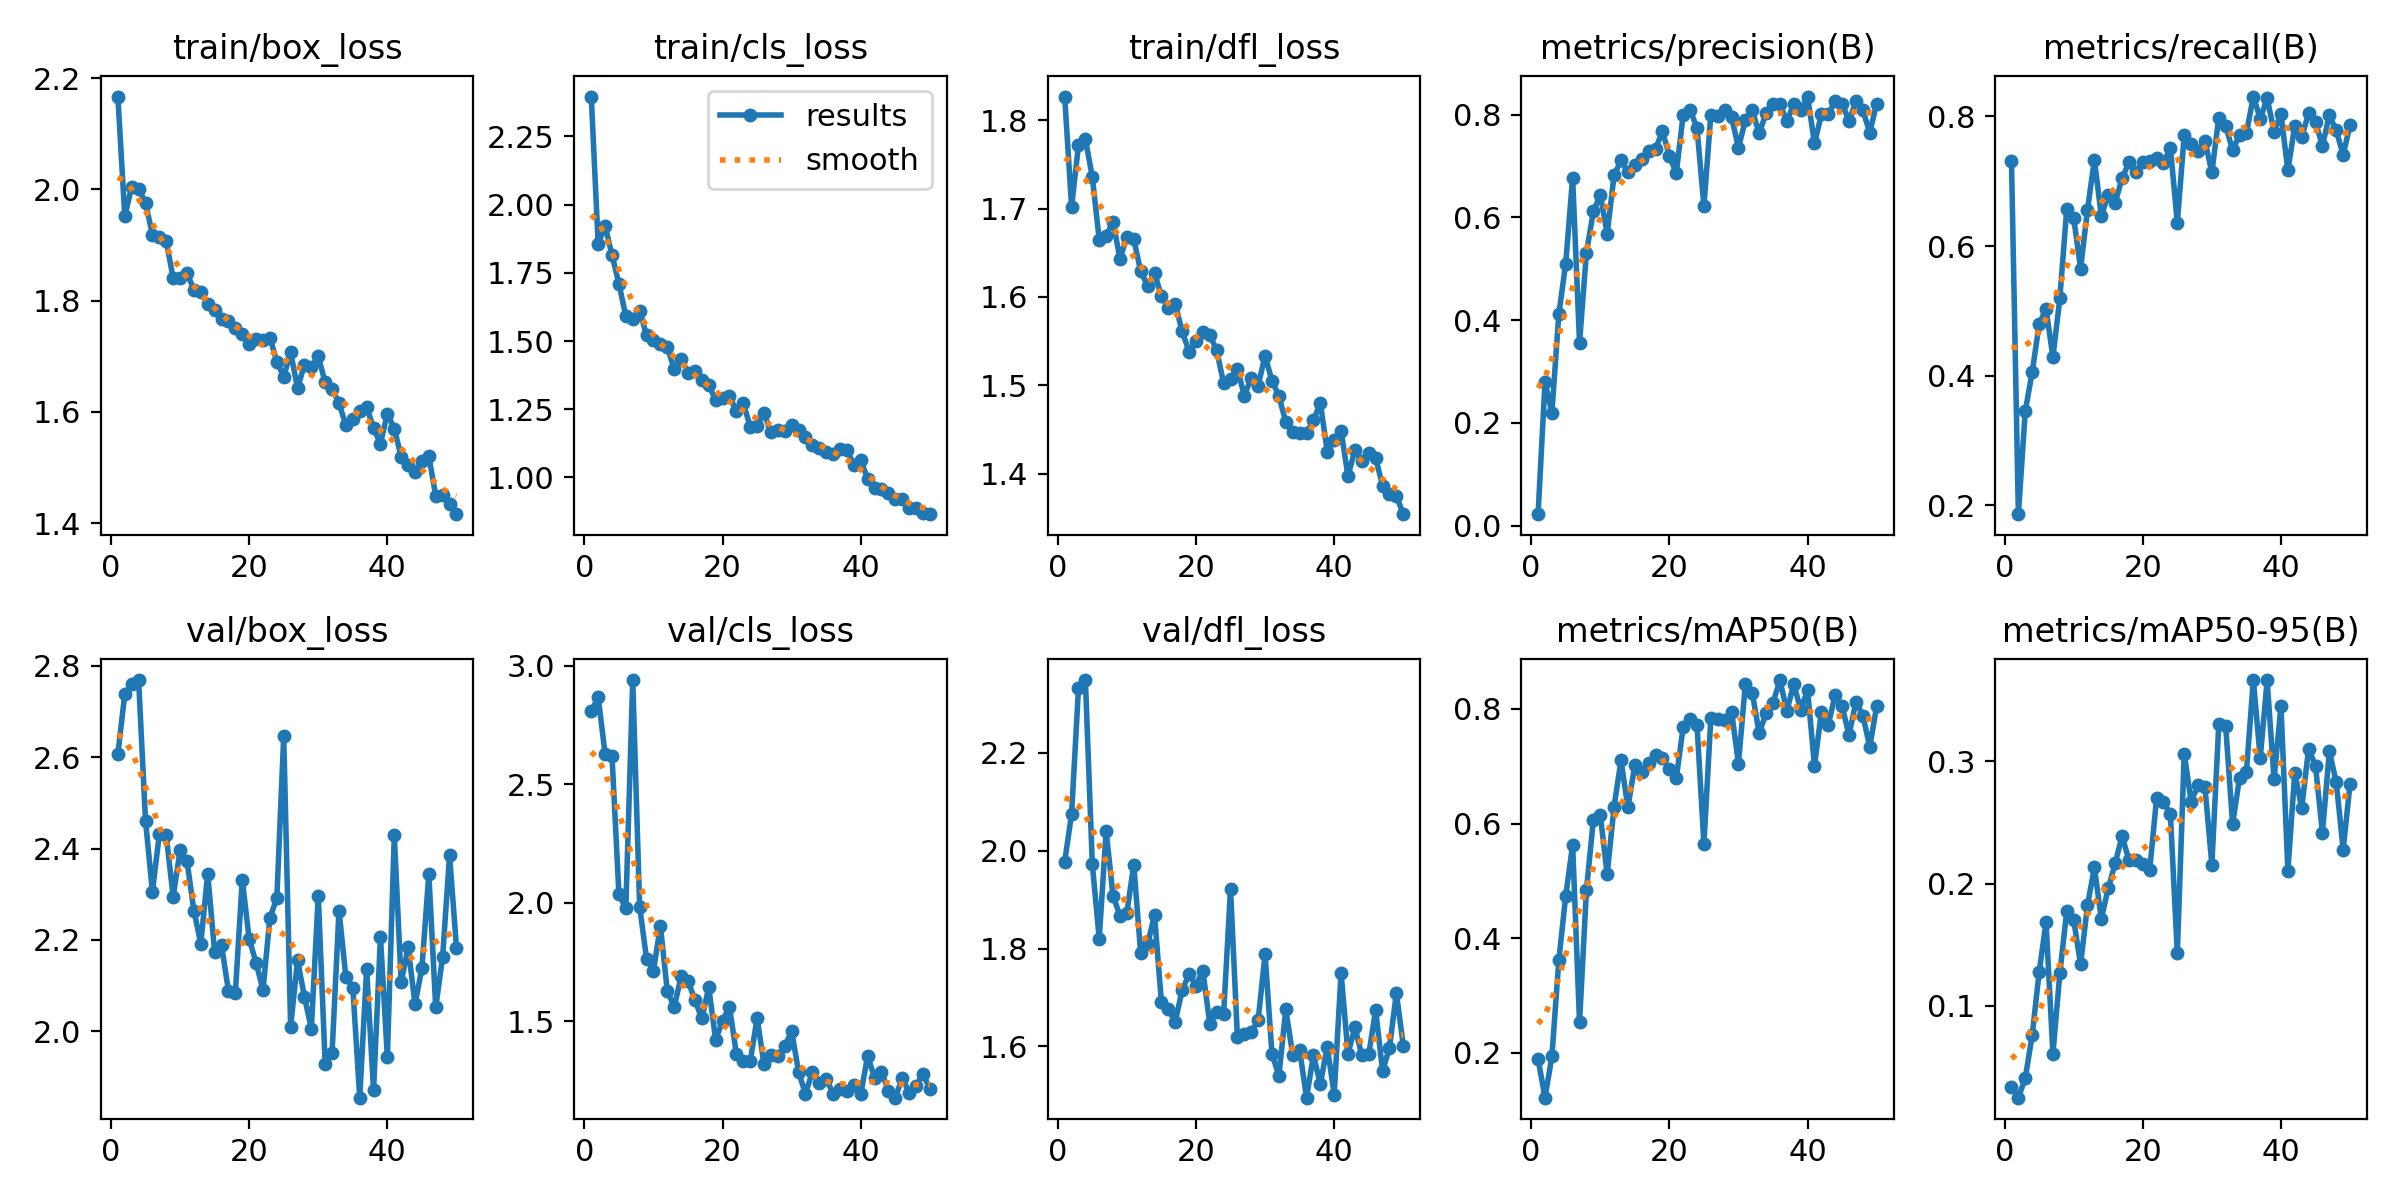 train/box_loss
2.2
2.0
1.8
1.6
1.4
0 20 40
train/cls_loss
results
smooth
2.25
2.00
1.75
1.50
1.25
1.00
0 20 40
train/dfl_loss
1.8
1.7
1.6
1.5
1.4
0 20 40
metrics/precision(B)
0.8
0.6
0.4
0.2
0.0
0 20 40
metrics/recall(B)
0.8
0.6
0.4
0.2
0 20 40
val/box_loss
2.8
2.6
2.4
2.2
2.0
0 20 40
val/cls_loss
3.0
2.5
2.0
1.5
0 20 40
val/dfl_loss
2.2
2.0
1.8
1.6
0 20 40
metrics/mAP50(B)
0.8
0.6
0.4
0.2
0 20 40
metrics/mAP50-95(B)
0.3
0.2
0.1
0 20 40